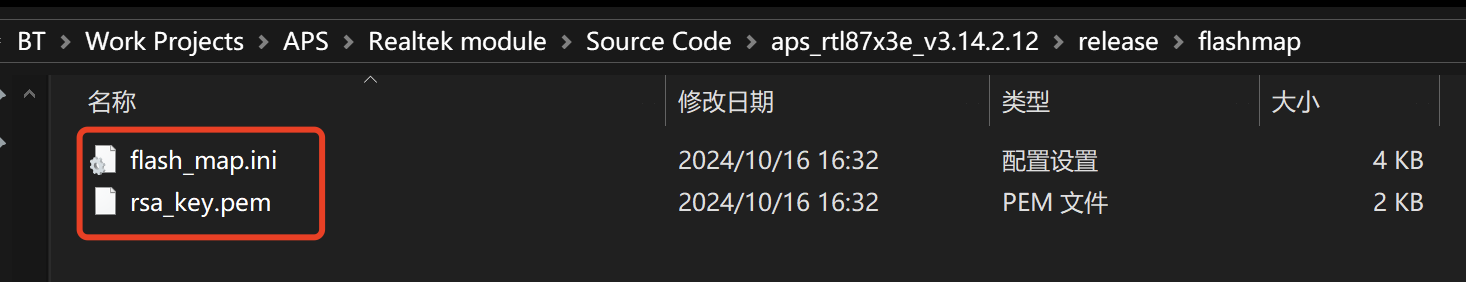 BT > Work Projects > APS > Realtek module > Source Code > aps_rtl87x3e_v3.14.2.12 > release > flashmap
名称 修改日期 类型 大小
flash_map.ini 2024/10/16 16:32 配置设置 4 KB
rsa_key.pem 2024/10/16 16:32 PEM 文件 2 KB